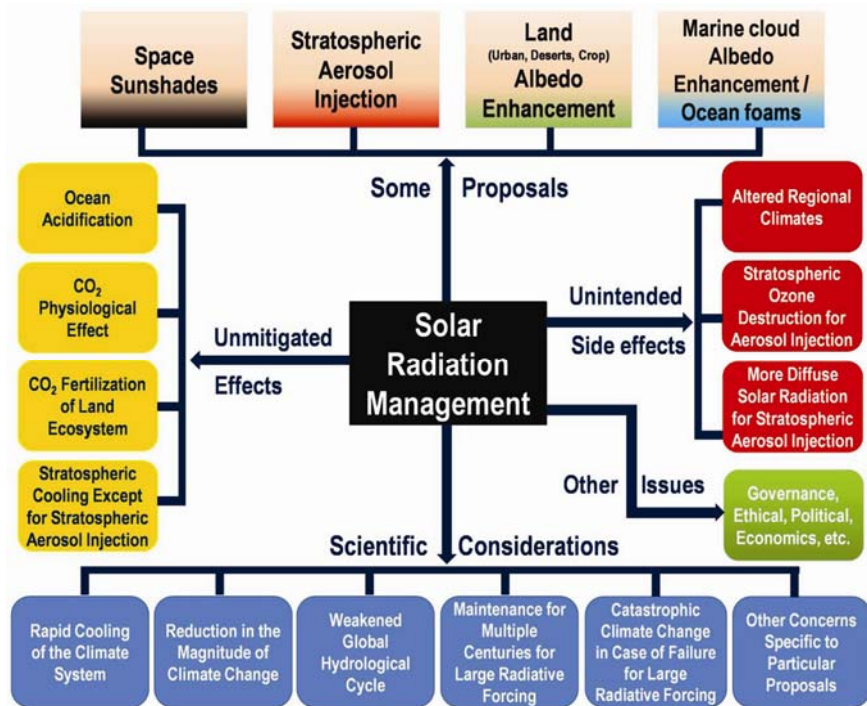 Space
Sunshades
Stratospheric
Aerosol
Injection
Land
(Urban, Deserts, Crop)
Albedo
Enhancement
Marine cloud
Albedo
Enhancement /
Ocean foams
Some Proposals
Ocean
Acidification
CO₂
Physiological
Effect
CO₂ Fertilization
of Land
Ecosystem
Stratospheric
Cooling Except
for Stratospheric
Aerosol Injection
Unmitigated
Effects
Solar
Radiation
Management
Unintended
Side effects
Altered Regional
Climates
Stratospheric
Ozone
Destruction for
Aerosol Injection
More Diffuse
Solar Radiation
for Stratospheric
Aerosol Injection
Other Issues
Governance,
Ethical, Political,
Economics, etc.
Scientific Considerations
Rapid Cooling
of the Climate
System
Reduction in the
Magnitude of
Climate Change
Weakened
Global
Hydrological
Cycle
Maintenance for
Multiple
Centuries for
Large Radiative
Forcing
Catastrophic
Climate Change
in Case of Failure
for Large
Radiative Forcing
Other Concerns
Specific to
Particular
Proposals